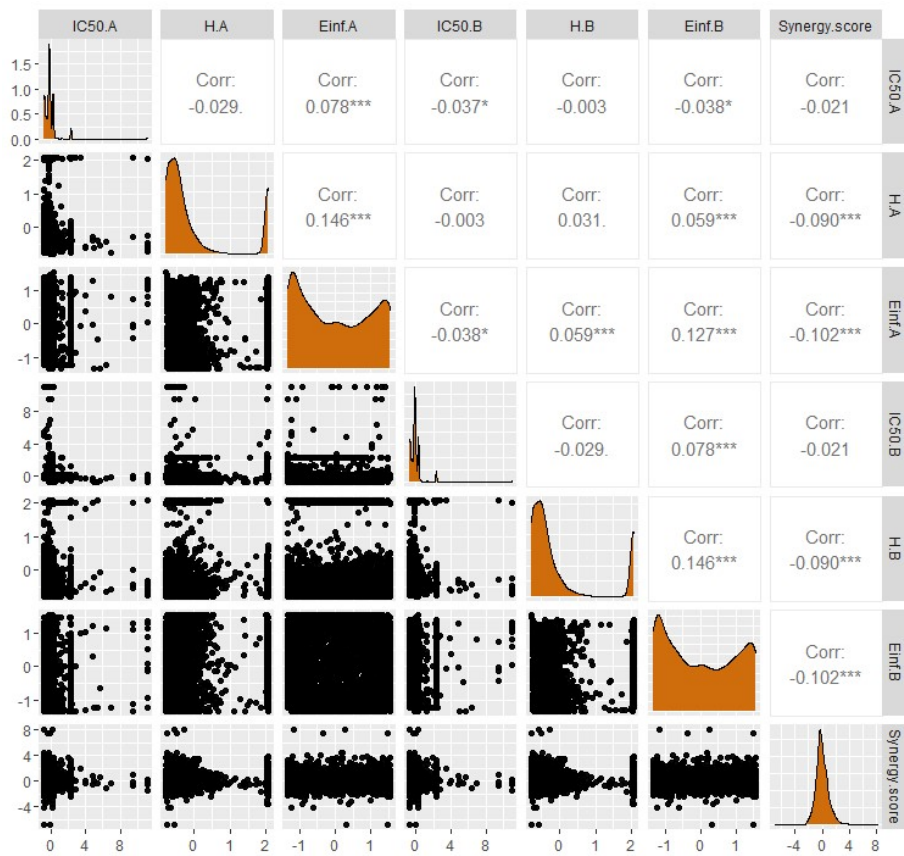 IC50.A H.A Einf.A IC50.B H.B Einf.B Synergy.score
1.5
1.0
0.5
0.0
Corr:
-0.029.
Corr:
0.078***
Corr:
-0.037*
Corr:
-0.003
Corr:
-0.038*
Corr:
-0.021
IC50.A
2
1
0
Corr:
0.146***
Corr:
-0.003
Corr:
0.031.
Corr:
0.059***
Corr:
-0.090***
H.A
1
0
-1
Corr:
-0.038*
Corr:
0.059***
Corr:
0.127***
Corr:
-0.102***
Einf.A
8
4
0
Corr:
-0.029.
Corr:
0.078***
Corr:
-0.021
IC50.B
2
1
0
Corr:
0.146***
Corr:
-0.090***
H.B
1
0
-1
Corr:
-0.102***
Einf.B
8
4
0
-4
Synergy.score
0 4 8 0 1 2 -1 0 1 0 4 8 0 1 2 -1 0 1 -4 0 4 8